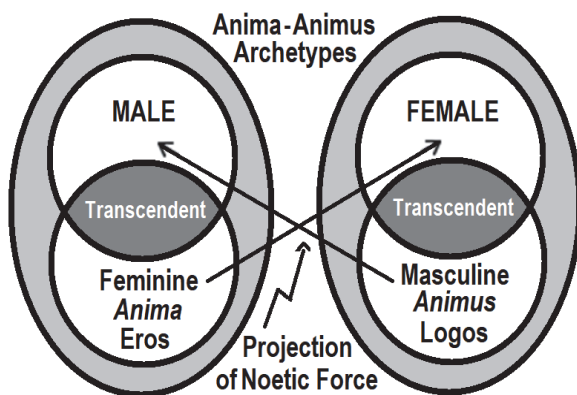 Anima-Animus
Archetypes
MALE
Transcendent
Feminine
Anima
Eros
FEMALE
Transcendent
Masculine
Animus
Logos
Projection
of Noetic Force